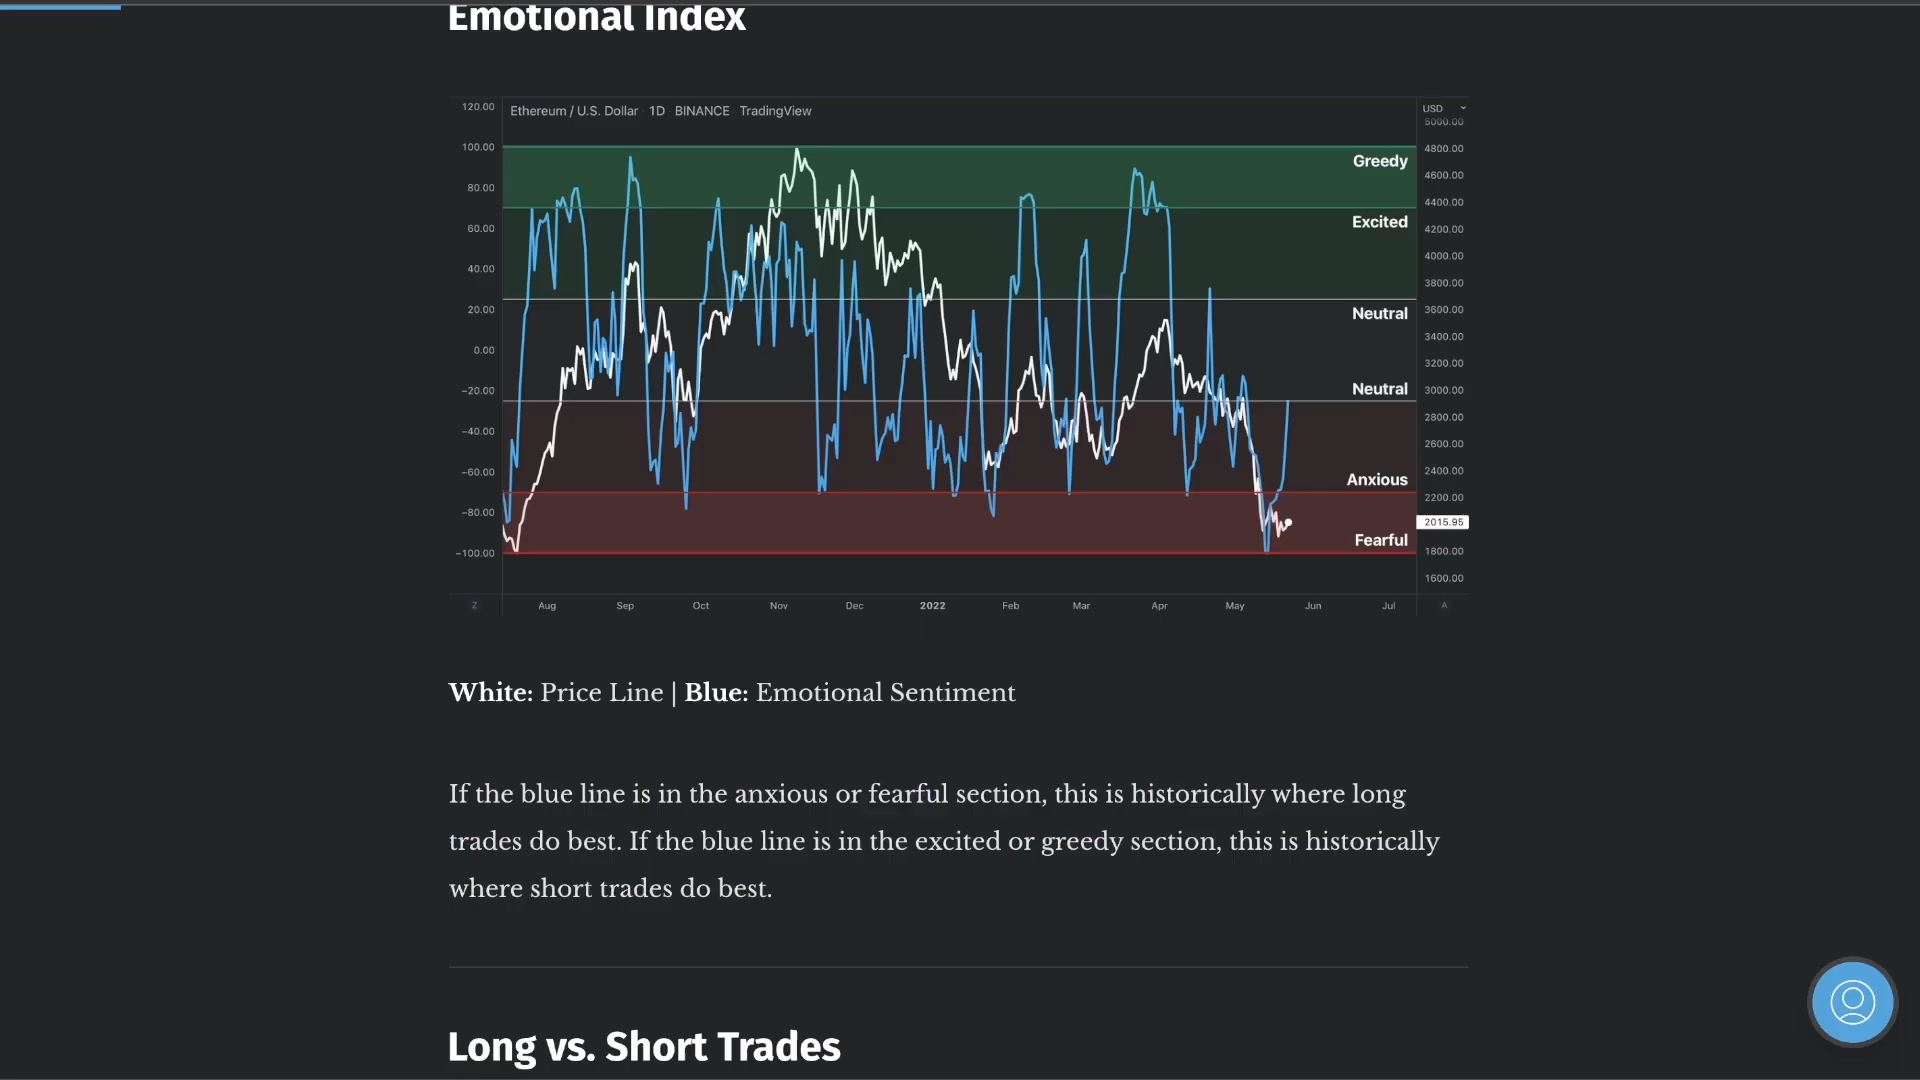 Emotional Index
Ethereum / U.S. Dollar 1D BINANCE TradingView
USD
120.00
100.00
80.00
60.00
40.00
20.00
0.00
−20.00
−40.00
−60.00
−80.00
−100.00
Greedy
Excited
Neutral
Neutral
Anxious
Fearful
5000.00
4800.00
4600.00
4400.00
4200.00
4000.00
3800.00
3600.00
3400.00
3200.00
3000.00
2800.00
2600.00
2400.00
2200.00
2015.95
1800.00
1600.00
Z Aug Sep Oct Nov Dec 2022 Feb Mar Apr May Jun Jul A
White: Price Line | Blue: Emotional Sentiment
If the blue line is in the anxious or fearful section, this is historically where long
trades do best. If the blue line is in the excited or greedy section, this is historically
where short trades do best.
Long vs. Short Trades